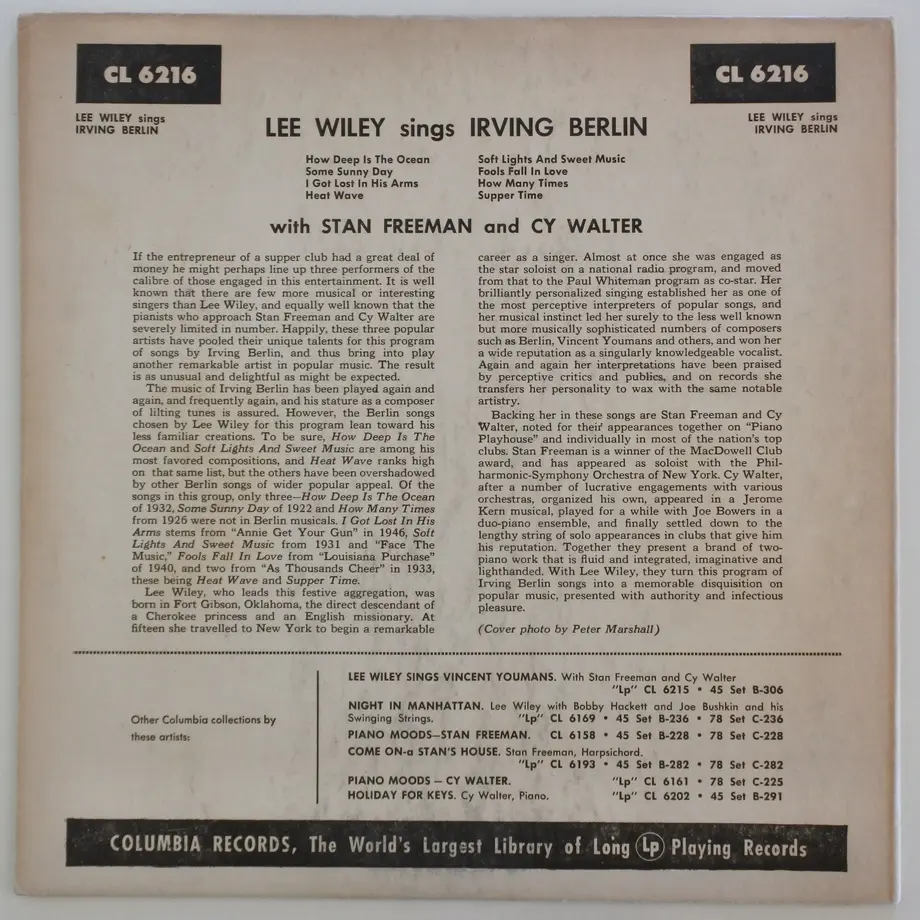 CL 6216
CL 6216
LEE WILEY sings
IRVING BERLIN
LEE WILEY sings
IRVING BERLIN
LEE WILEY sings IRVING BERLIN
How Deep Is The Ocean
Some Sunny Day
I Got Lost In His Arms
Heat Wave
Soft Lights And Sweet Music
Fools Fall In Love
How Many Times
Supper Time
with STAN FREEMAN and CY WALTER
If the entrepreneur of a supper club had a great deal of
money he might perhaps line up three performers of the
calibre of those engaged in this entertainment. It is well
known that there are few more musical or interesting
singers than Lee Wiley, and equally well known that the
pianists who approach Stan Freeman and Cy Walter are
severely limited in number. Happily, these three popular
artists have pooled their unique talents for this program
of songs by Irving Berlin, and thus bring into play
another remarkable artist in popular music. The result
is as unusual and delightful as might be expected.
The music of Irving Berlin has been played again and
again, and frequently again, and his stature as a composer
of lilting tunes is assured. However, the Berlin songs
chosen by Lee Wiley for this program lean toward his
less familiar creations. To be sure, How Deep Is The
Ocean and Soft Lights And Sweet Music are among his
most favored compositions, and Heat Wave ranks high
on that same list, but the others have been overshadowed
by other Berlin songs of wider popular appeal. Of the
songs in this group, only three—How Deep Is The Ocean
of 1932, Some Sunny Day of 1922 and How Many Times
from 1926 were not in Berlin musicals. I Got Lost In His
Arms stems from "Annie Get Your Gun" in 1946, Soft
Lights And Sweet Music from 1931 and "Face The
Music," Fools Fall In Love from "Louisiana Purchase"
of 1940, and two from "As Thousands Cheer" in 1933,
these being Heat Wave and Supper Time.
Lee Wiley, who leads this festive aggregation, was
born in Fort Gibson, Oklahoma, the direct descendant of
a Cherokee princess and an English missionary. At
fifteen she travelled to New York to begin a remarkable
career as a singer. Almost at once she was engaged as
the star soloist on a national radio program, and moved
from that to the Paul Whiteman program as co-star. Her
brilliantly personalized singing established her as one of
the most perceptive interpreters of popular songs, and
her musical instinct led her surely to the less well known
but more musically sophisticated numbers of composers
such as Berlin, Vincent Youmans and others, and won her
a wide reputation as a singularly knowledgeable vocalist.
Again and again her interpretations have been praised
by perceptive critics and publics, and on records she
transfers her personality to wax with the same notable
artistry.
Backing her in these songs are Stan Freeman and Cy
Walter, noted for their appearances together on "Piano
Playhouse" and individually in most of the nation's top
clubs. Stan Freeman is a winner of the MacDowell Club
award, and has appeared as soloist with the Phil-
harmonic-Symphony Orchestra of New York. Cy Walter,
after a number of lucrative engagements with various
orchestras, organized his own, appeared in a Jerome
Kern musical, played for a while with Joe Bowers in a
duo-piano ensemble, and finally settled down to the
lengthy string of solo appearances in clubs that give him
his reputation. Together they present a brand of two-
piano work that is fluid and integrated, imaginative and
lighthanded. With Lee Wiley, they turn this program of
Irving Berlin songs into a memorable disquisition on
popular music, presented with authority and infectious
pleasure.
(Cover photo by Peter Marshall)
Other Columbia collections by
these artists:
LEE WILEY SINGS VINCENT YOUMANS. With Stan Freeman and Cy Walter
"Lp" CL 6215 • 45 Set B-306
NIGHT IN MANHATTAN. Lee Wiley with Bobby Hackett and Joe Bushkin and his
Swinging Strings. "Lp" CL 6169 • 45 Set B-236 • 78 Set C-236
PIANO MOODS—STAN FREEMAN. CL 6158 • 45 Set B-228 • 78 Set C-228
COME ON-a STAN'S HOUSE. Stan Freeman, Harpsichord.
"Lp" CL 6193 • 45 Set B-282 • 78 Set C-282
PIANO MOODS – CY WALTER. "Lp" CL 6161 • 78 Set C-225
HOLIDAY FOR KEYS. Cy Walter, Piano. "Lp" CL 6202 • 45 Set B-291
COLUMBIA RECORDS, The World's Largest Library of Long Lp Playing Records